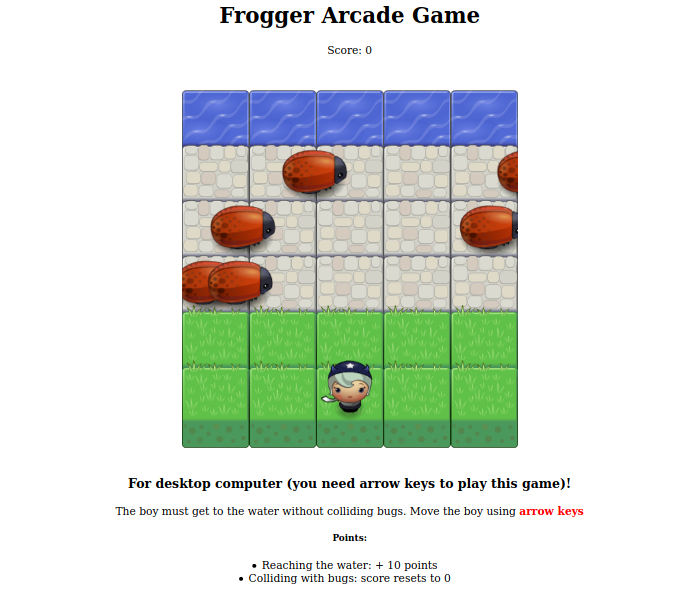 Frogger Arcade Game
Score: 0
For desktop computer (you need arrow keys to play this game)!
The boy must get to the water without colliding bugs. Move the boy using arrow keys
Points:
• Reaching the water: + 10 points
• Colliding with bugs: score resets to 0